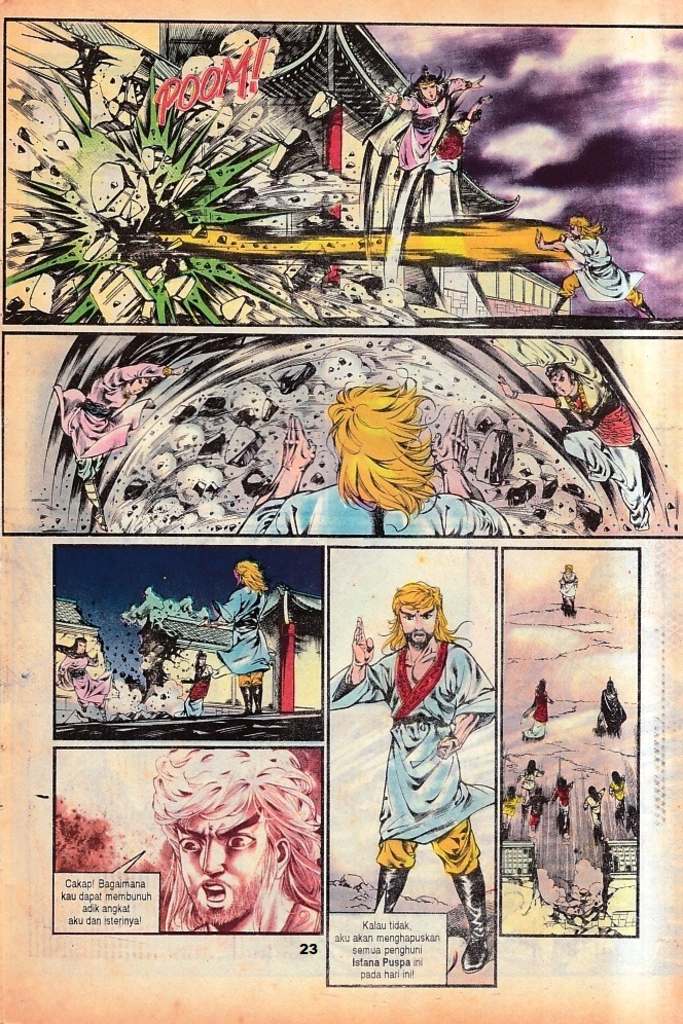 POOM!
Cakap! Bagaimana
kau dapat membunuh
adik angkat
aku dan isterinya!
Kalau tidak,
aku akan menghapuskan
semua penghuni
Istana Puspa ini
pada hari ini!
23